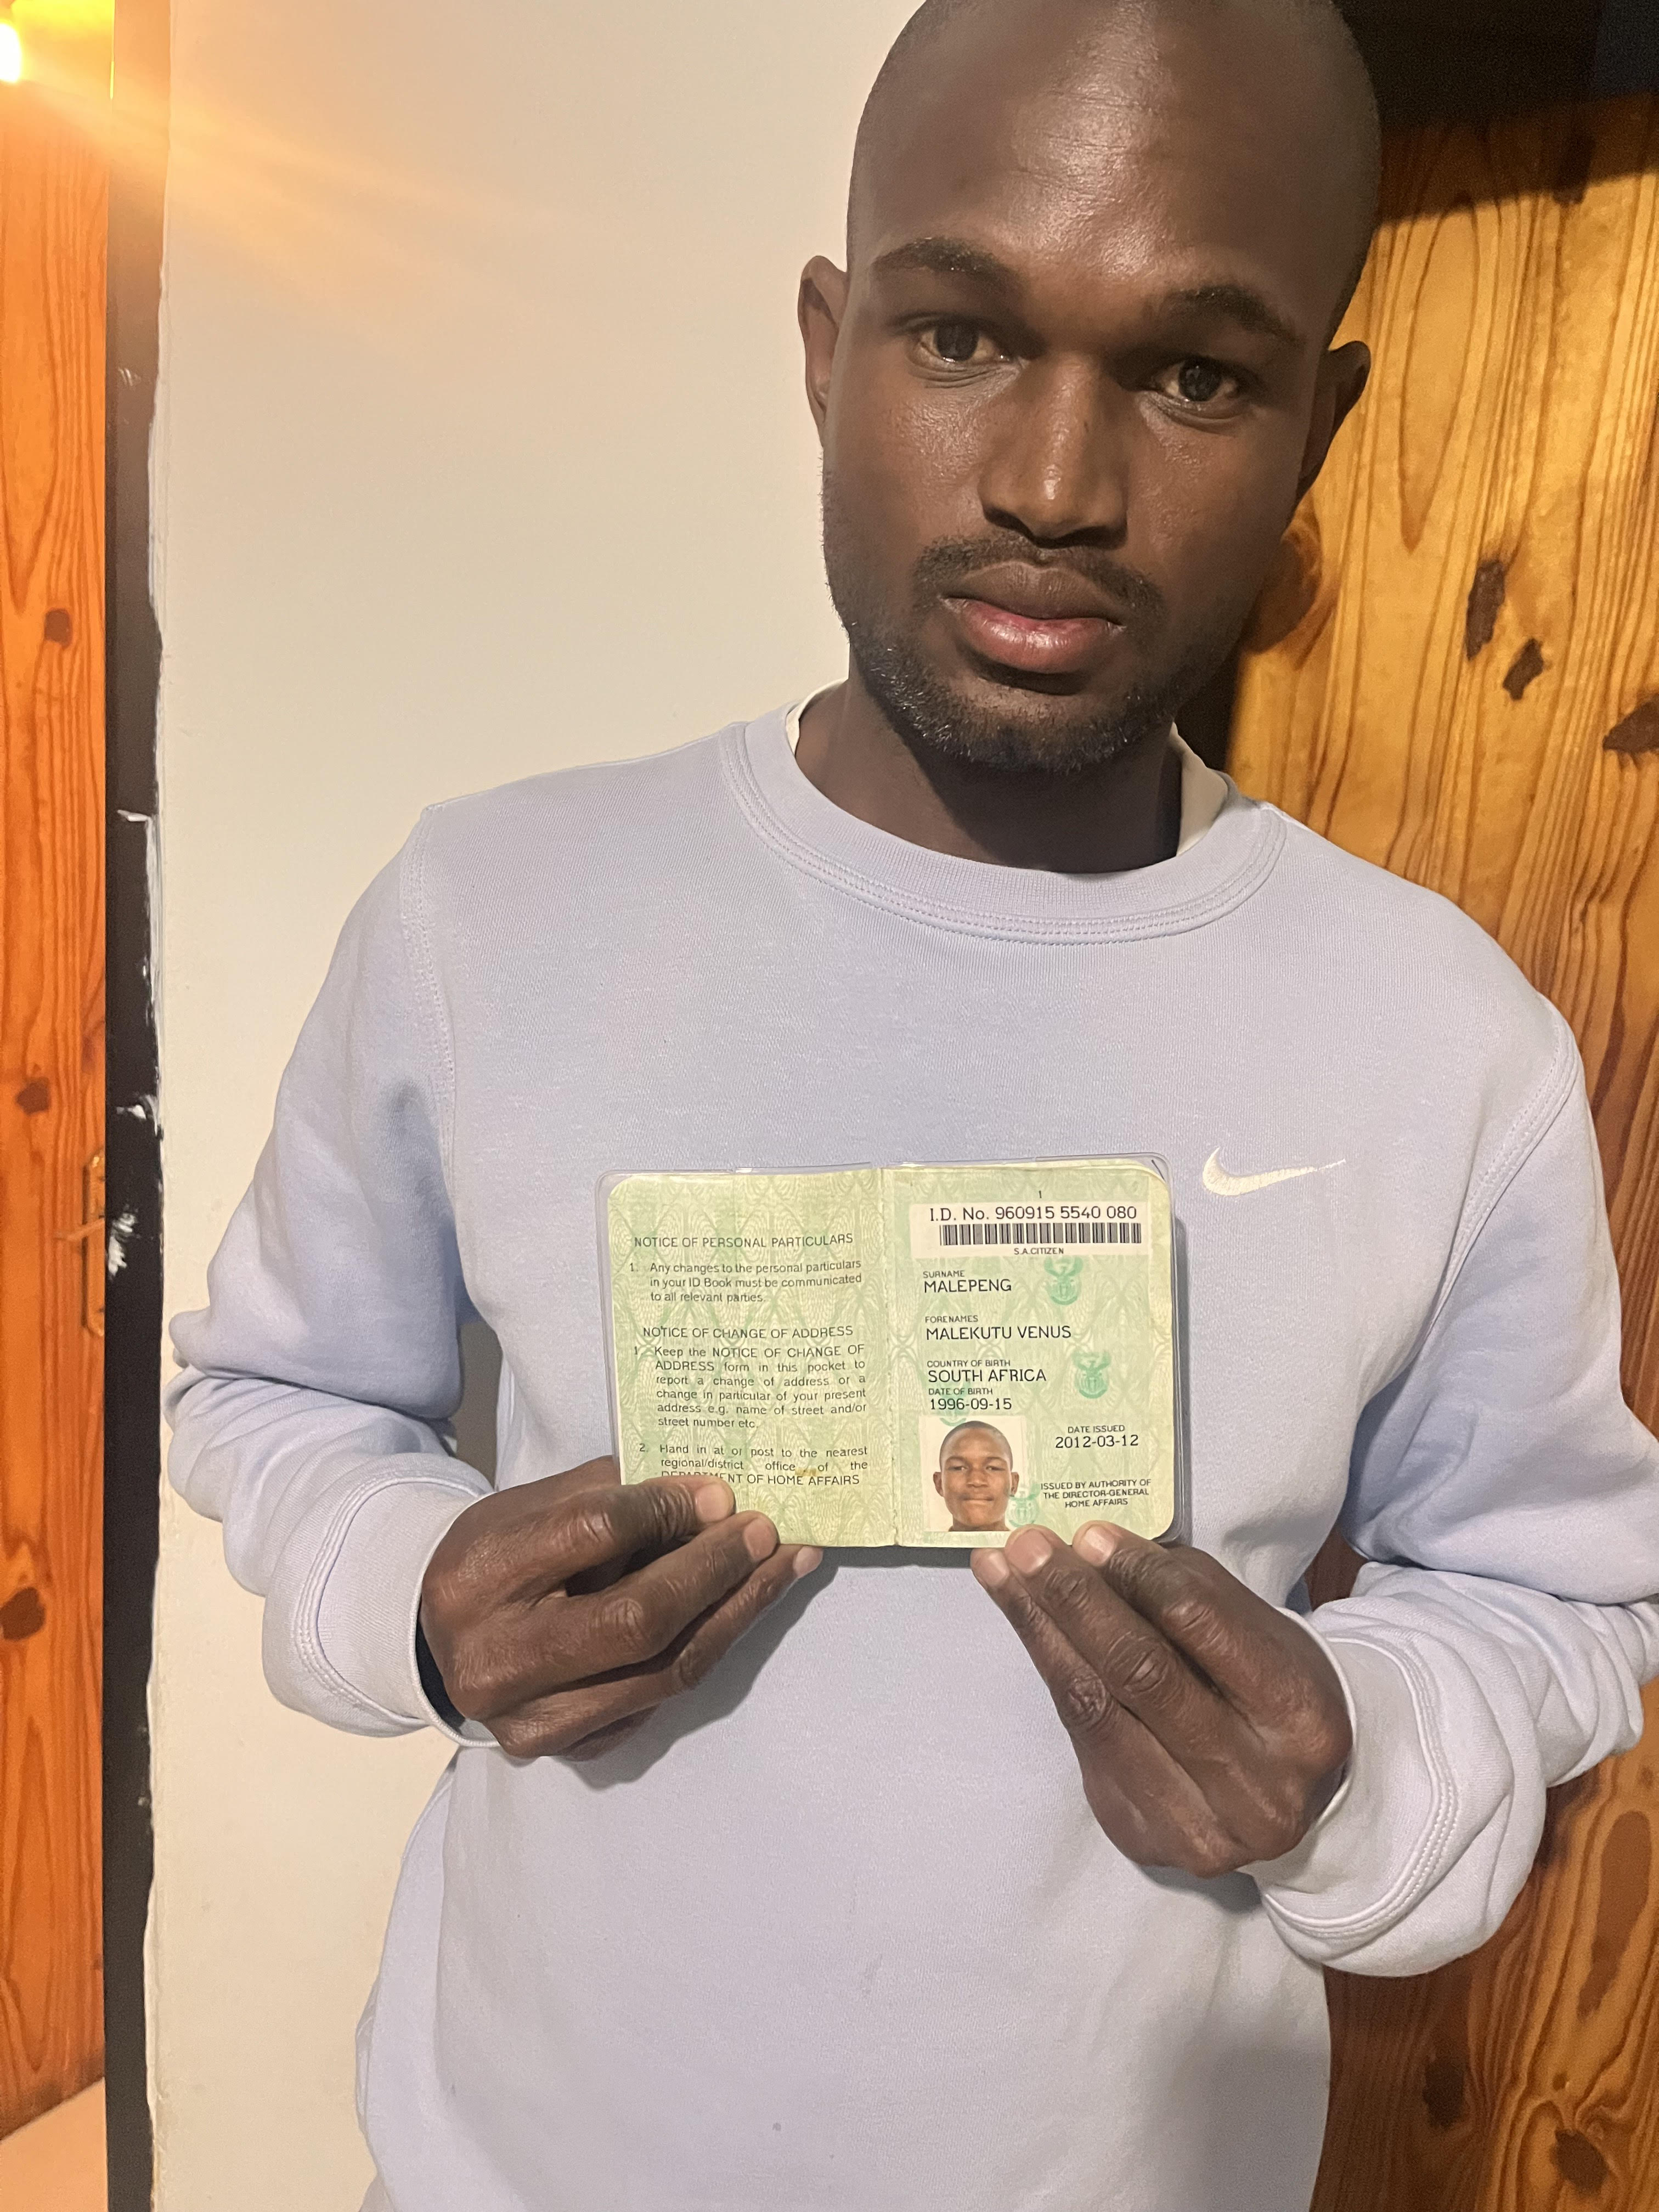 NOTICE OF PERSONAL PARTICULARS
1. Any changes to the personal particulars
in your ID Book must be communicated
to all relevant parties.
NOTICE OF CHANGE OF ADDRESS
1. Keep the NOTICE OF CHANGE OF
ADDRESS form in this pocket to
report a change of address or a
change in particular of your present
address e.g. name of street and/or
street number etc.
2. Hand in at or post to the nearest
regional/district office of the
DEPARTMENT OF HOME AFFAIRS
1
I.D. No. 960915 5540 080
S.A.CITIZEN
SURNAME
MALEPENG
FORENAMES
MALEKUTU VENUS
COUNTRY OF BIRTH
SOUTH AFRICA
DATE OF BIRTH
1996-09-15
DATE ISSUED
2012-03-12
ISSUED BY AUTHORITY OF
THE DIRECTOR-GENERAL
HOME AFFAIRS